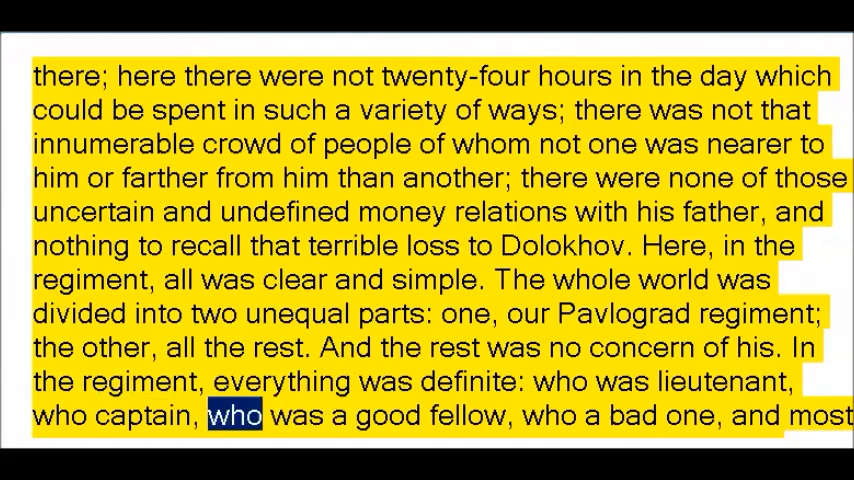 there; here there were not twenty-four hours in the day which
could be spent in such a variety of ways; there was not that
innumerable crowd of people of whom not one was nearer to
him or farther from him than another; there were none of those
uncertain and undefined money relations with his father, and
nothing to recall that terrible loss to Dolokhov. Here, in the
regiment, all was clear and simple. The whole world was
divided into two unequal parts: one, our Pavlograd regiment;
the other, all the rest. And the rest was no concern of his. In
the regiment, everything was definite: who was lieutenant,
who captain, who was a good fellow, who a bad one, and most